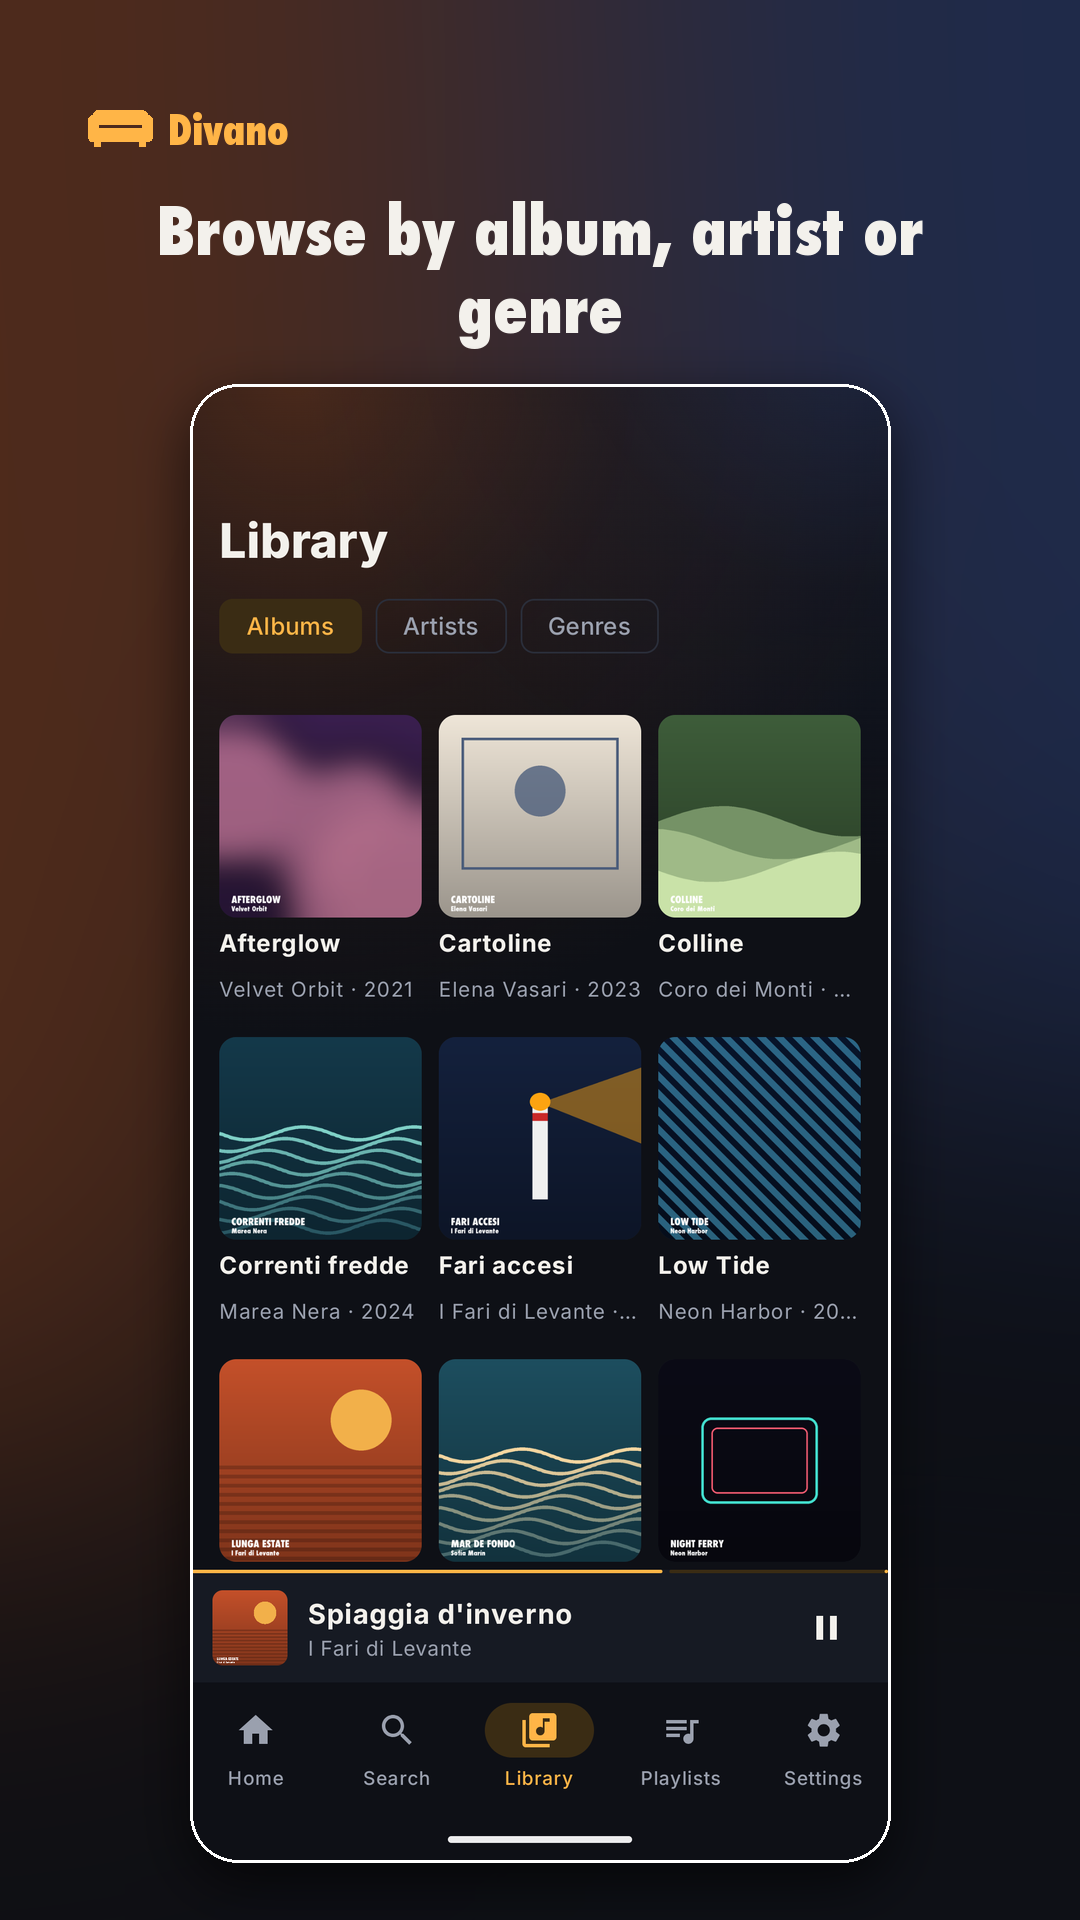 Divano
Browse by album, artist or
genre
Library
Albums Artists Genres
AFTERGLOW
Velvet Orbit
CARTOLINE
Elena Vasari
COLLINE
Coro dei Monti
Afterglow Cartoline Colline
Velvet Orbit · 2021 Elena Vasari · 2023 Coro dei Monti · ...
CORRENTI FREDDE
Marea Nera
FARI ACCESI
I Fari di Levante
LOW TIDE
Neon Harbor
Correnti fredde Fari accesi Low Tide
Marea Nera · 2024 I Fari di Levante ·... Neon Harbor · 20...
LUNGA ESTATE
I Fari di Levante
MAR DE FONDO
Sofia Marin
NIGHT FERRY
Neon Harbor
LUNGA ESTATE
Spiaggia d'inverno
I Fari di Levante
Home Search Library Playlists Settings